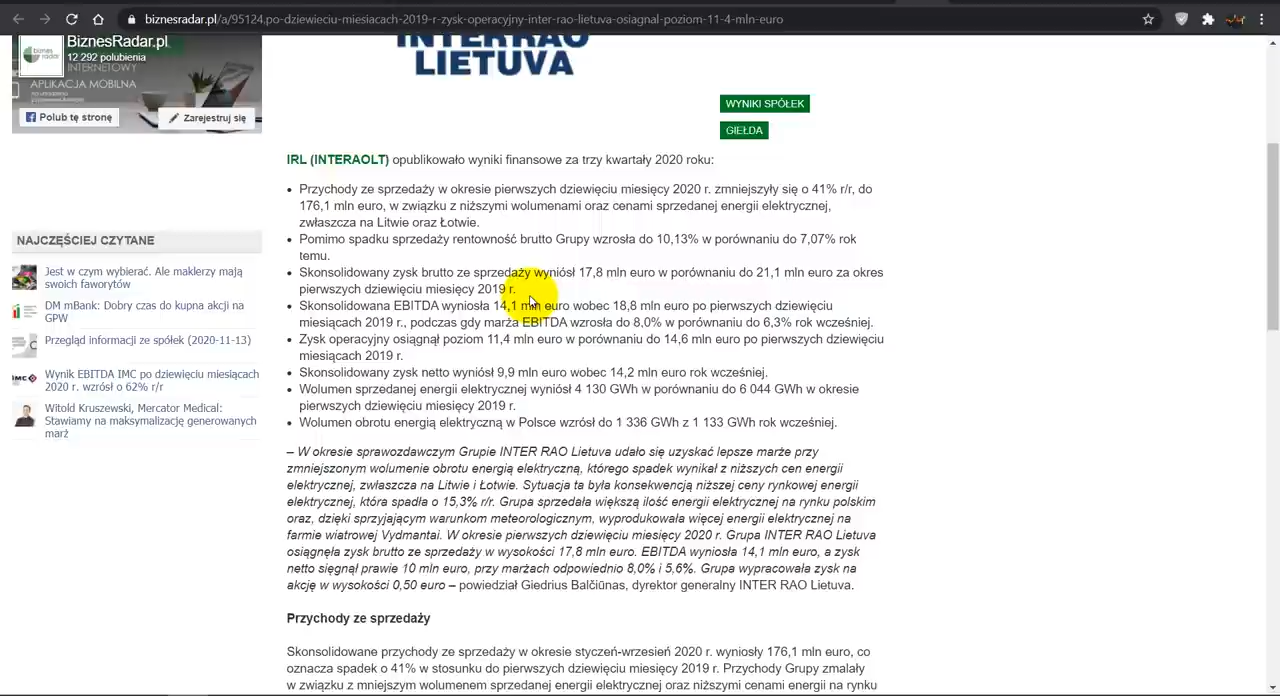 biznesradar.pl/a/95124,po-dziewieciu-miesiacach-2019-r-zysk-operacyjny-inter-rao-lietuva-osiagnal-poziom-11-4-mln-euro
BiznesRadar.pl
12 292 polubienia
INTERNETOWY
APLIKACJA MOBILNA
Polub tę stronę
Zarejestruj się
INTERRAO
LIETUVA
WYNIKI SPÓŁEK
GIEŁDA
NAJCZĘŚCIEJ CZYTANE
Jest w czym wybierać. Ale maklerzy mają
swoich faworytów
DM mBank: Dobry czas do kupna akcji na
GPW
Przegląd informacji ze spółek (2020-11-13)
Wynik EBITDA IMC po dziewięciu miesiącach
2020 r. wzrósł o 62% r/r
Witold Kruszewski, Mercator Medical:
Stawiamy na maksymalizację generowanych
marż
IRL (INTERAOLT) opublikowało wyniki finansowe za trzy kwartały 2020 roku:
Przychody ze sprzedaży w okresie pierwszych dziewięciu miesięcy 2020 r. zmniejszyły się o 41% r/r, do
176,1 mln euro, w związku z niższymi wolumenami oraz cenami sprzedanej energii elektrycznej,
zwłaszcza na Litwie oraz Łotwie.
Pomimo spadku sprzedaży rentowność brutto Grupy wzrosła do 10,13% w porównaniu do 7,07% rok
temu.
Skonsolidowany zysk brutto ze sprzedaży wyniósł 17,8 mln euro w porównaniu do 21,1 mln euro za okres
pierwszych dziewięciu miesięcy 2019 r.
Skonsolidowana EBITDA wyniosła 14,1 mln euro wobec 18,8 mln euro po pierwszych dziewięciu
miesiącach 2019 r., podczas gdy marża EBITDA wzrosła do 8,0% w porównaniu do 6,3% rok wcześniej.
Zysk operacyjny osiągnął poziom 11,4 mln euro w porównaniu do 14,6 mln euro po pierwszych dziewięciu
miesiącach 2019 r.
Skonsolidowany zysk netto wyniósł 9,9 mln euro wobec 14,2 mln euro rok wcześniej.
Wolumen sprzedanej energii elektrycznej wyniósł 4 130 GWh w porównaniu do 6 044 GWh w okresie
pierwszych dziewięciu miesięcy 2019 r.
Wolumen obrotu energią elektryczną w Polsce wzrósł do 1 336 GWh z 1 133 GWh rok wcześniej.
– W okresie sprawozdawczym Grupie INTER RAO Lietuva udało się uzyskać lepsze marże przy
zmniejszonym wolumenie obrotu energią elektryczną, którego spadek wynikał z niższych cen energii
elektrycznej, zwłaszcza na Litwie i Łotwie. Sytuacja ta była konsekwencją niższej ceny rynkowej energii
elektrycznej, która spadła o 15,3% r/r. Grupa sprzedała większą ilość energii elektrycznej na rynku polskim
oraz, dzięki sprzyjającym warunkom meteorologicznym, wyprodukowała więcej energii elektrycznej na
farmie wiatrowej Vydmantai. W okresie pierwszych dziewięciu miesięcy 2020 r. Grupa INTER RAO Lietuva
osiągnęła zysk brutto ze sprzedaży w wysokości 17,8 mln euro. EBITDA wyniosła 14,1 mln euro, a zysk
netto sięgnął prawie 10 mln euro, przy marżach odpowiednio 8,0% i 5,6%. Grupa wypracowała zysk na
akcję w wysokości 0,50 euro – powiedział Giedrius Balčiūnas, dyrektor generalny INTER RAO Lietuva.
Przychody ze sprzedaży
Skonsolidowane przychody ze sprzedaży w okresie styczeń-wrzesień 2020 r. wyniosły 176,1 mln euro, co
oznacza spadek o 41% w stosunku do pierwszych dziewięciu miesięcy 2019 r. Przychody Grupy zmalały
w związku z mniejszym wolumenem sprzedanej energii elektrycznej oraz niższymi cenami energii na rynku